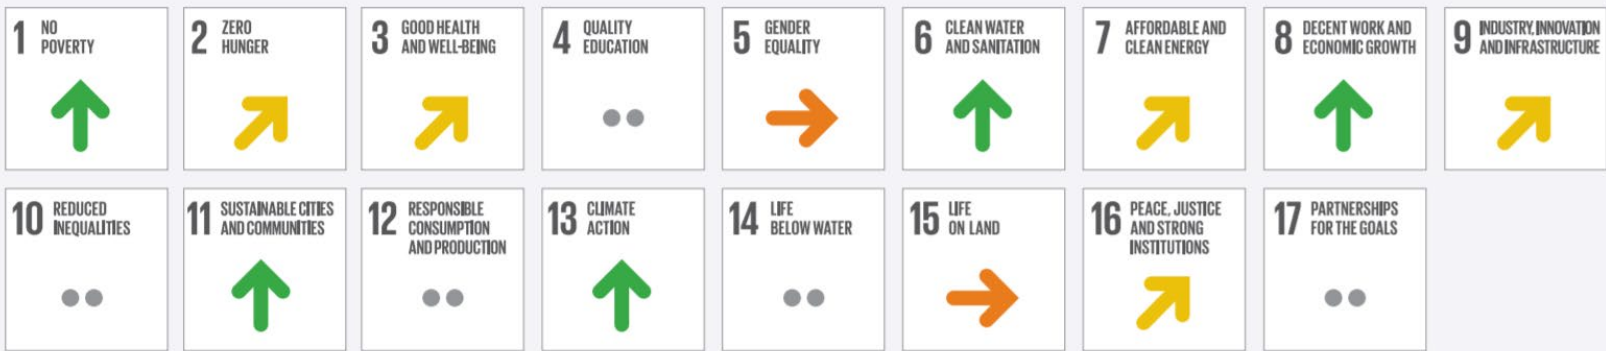 1 NO
POVERTY
2 ZERO
HUNGER
3 GOOD HEALTH
AND WELL-BEING
4 QUALITY
EDUCATION
5 GENDER
EQUALITY
6 CLEAN WATER
AND SANITATION
7 AFFORDABLE AND
CLEAN ENERGY
8 DECENT WORK AND
ECONOMIC GROWTH
9 INDUSTRY, INNOVATION
AND INFRASTRUCTURE
10 REDUCED
INEQUALITIES
11 SUSTAINABLE CITIES
AND COMMUNITIES
12 RESPONSIBLE
CONSUMPTION
AND PRODUCTION
13 CLIMATE
ACTION
14 LIFE
BELOW WATER
15 LIFE
ON LAND
16 PEACE, JUSTICE
AND STRONG
INSTITUTIONS
17 PARTNERSHIPS
FOR THE GOALS